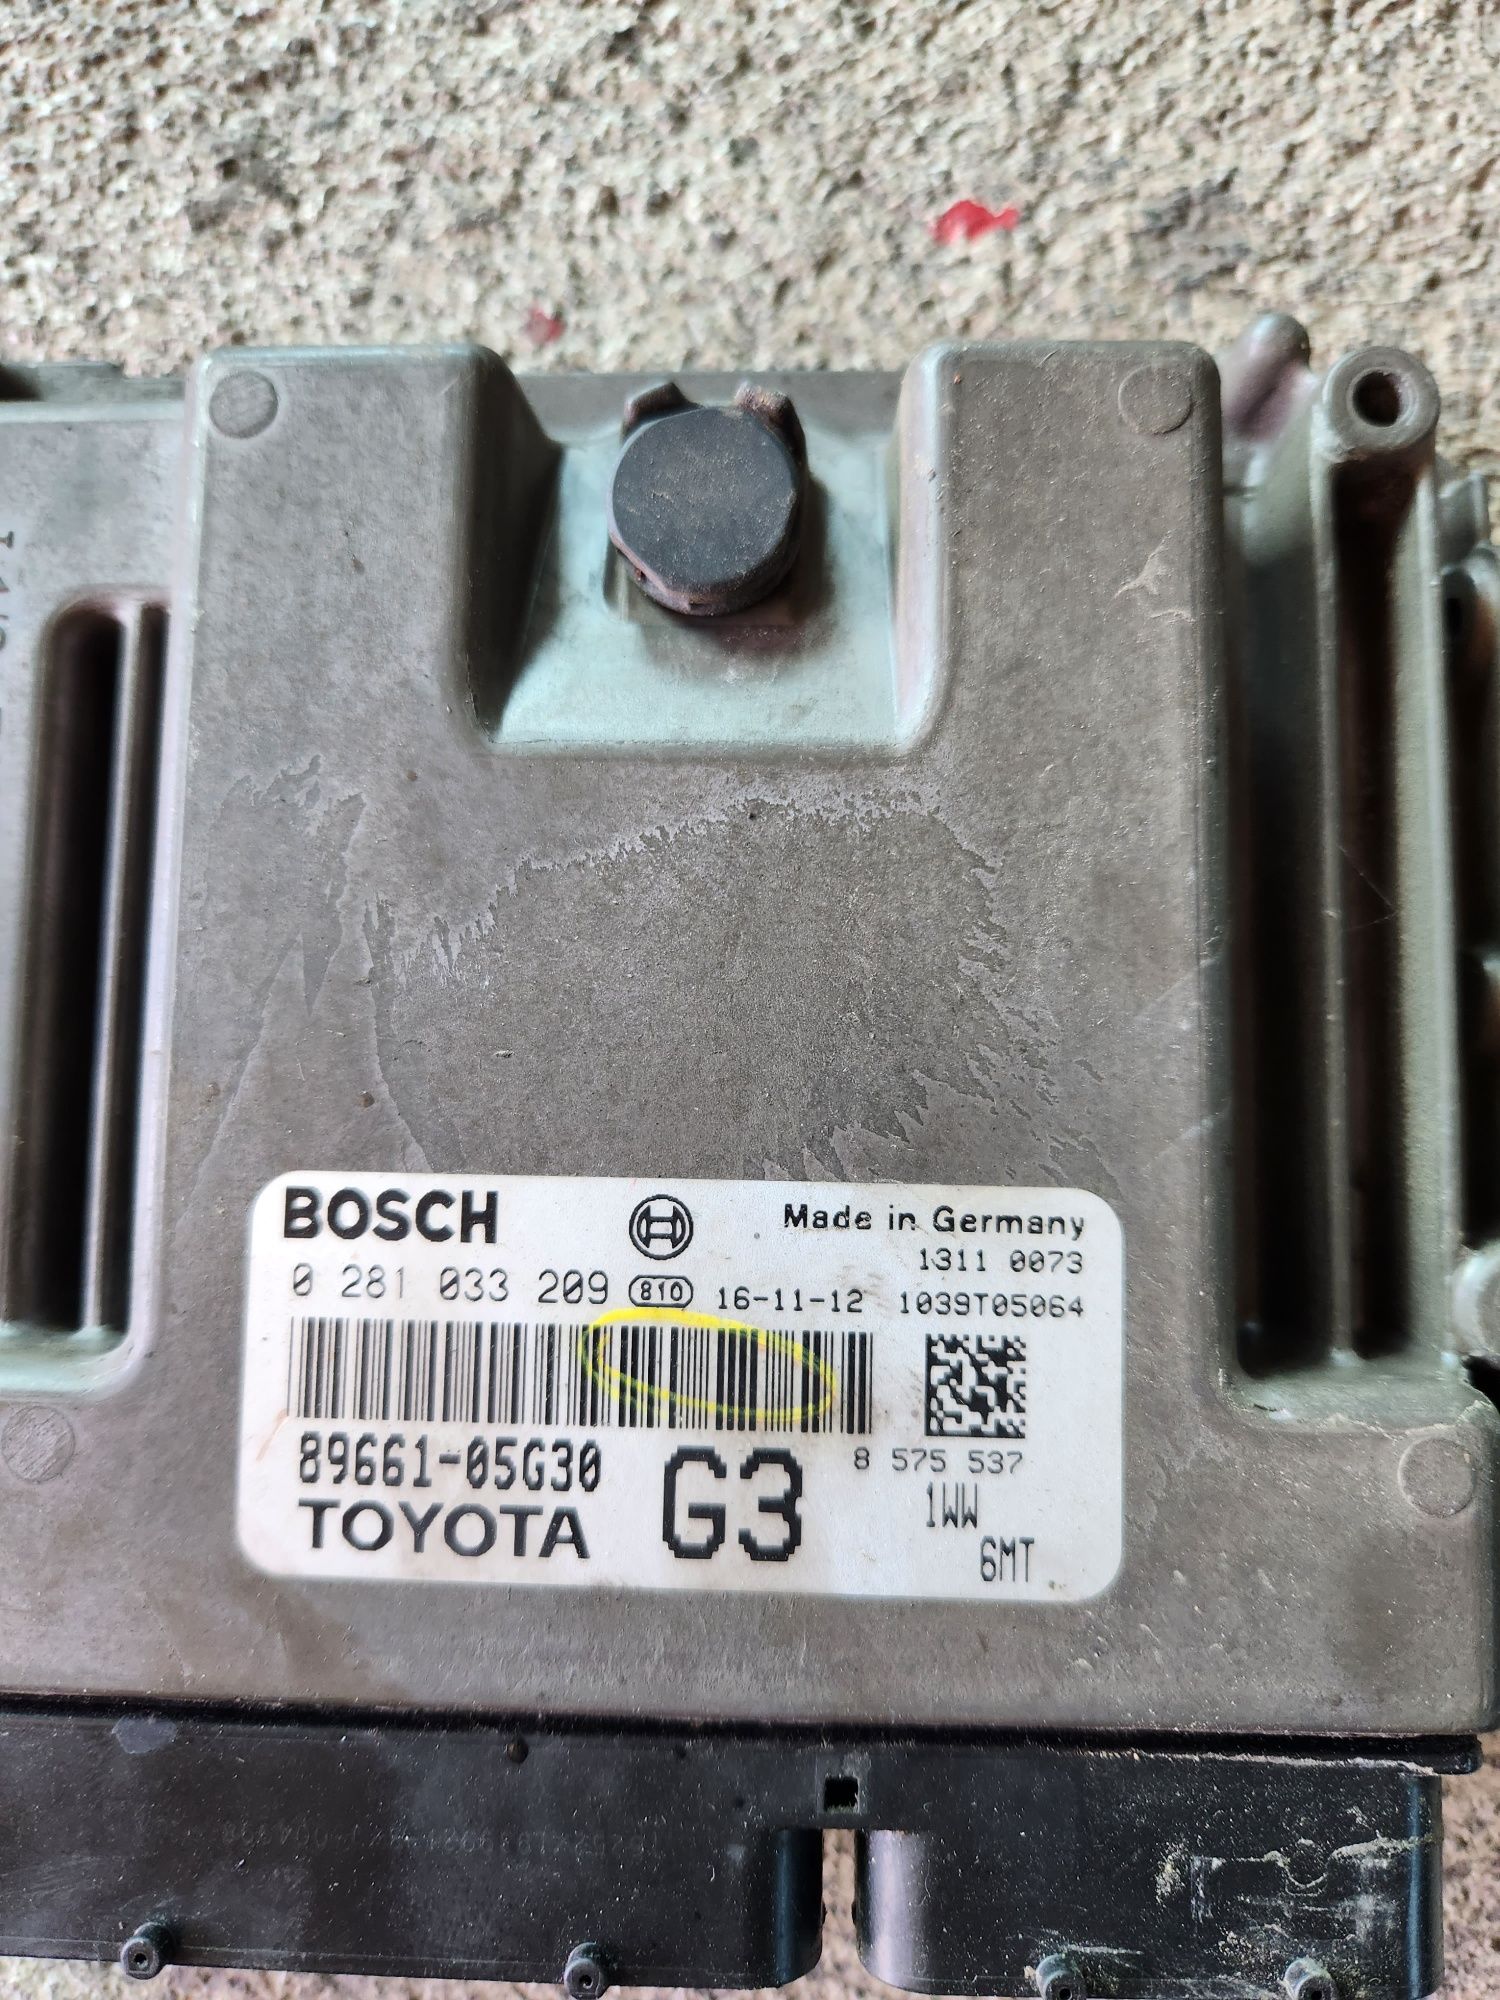 BOSCH
Made in Germany
1311 0073
0 281 033 209 810 16-11-12 1039T05064
89661-05G30
G3
8 575 537
TOYOTA
1WW
6MT